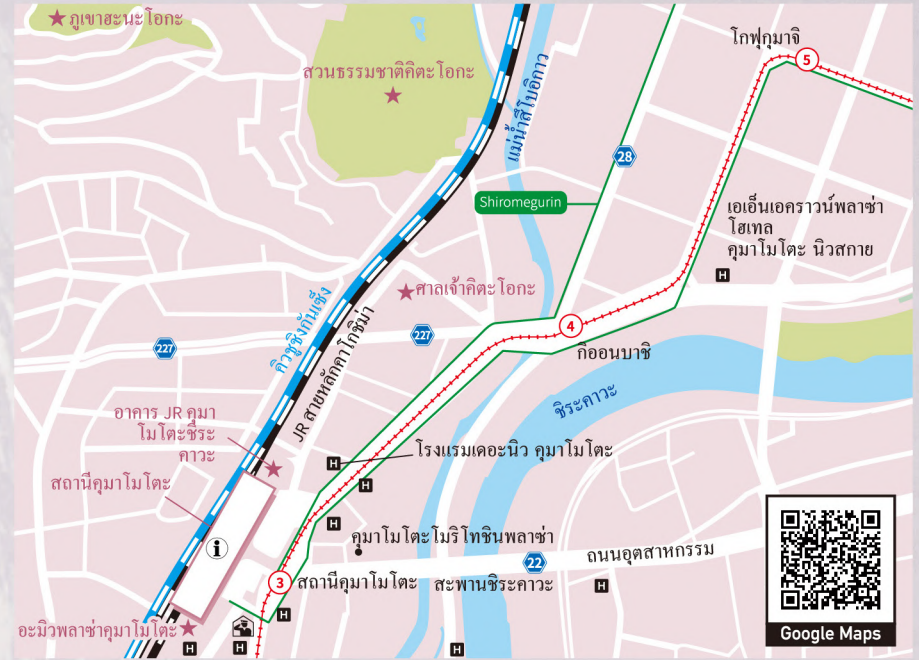 ภูเขาฮะนะโอกะ
โกฟุกุมาจิ
5
สวนธรรมชาติคิตะโอกะ
แม่น้ำสึโบอิกาว
28
Shiromegurin
เอเอ็นเอคราวน์พลาซ่า
โฮเทล
คุมาโมโตะ นิวสกาย
H
ศาลเจ้าคิตะโอกะ
คิวชูชิงกันเซ็ง
JR สายหลักคาโกชิม่า
227
227
4
กิออนบาชิ
ชิระคาวะ
อาคาร JR คุมา
โมโตะชิระ
คาวะ
H
โรงแรมเดอะนิว คุมาโมโตะ
สถานีคุมาโมโตะ
H
H
i
คุมาโมโตะโมริโทชินพลาซ่า
22
ถนนอุตสาหกรรม
3
สถานีคุมาโมโตะ
สะพานชิระคาวะ
H
H
อะมิวพลาซ่าคุมาโมโตะ
H
H
H
Google Maps